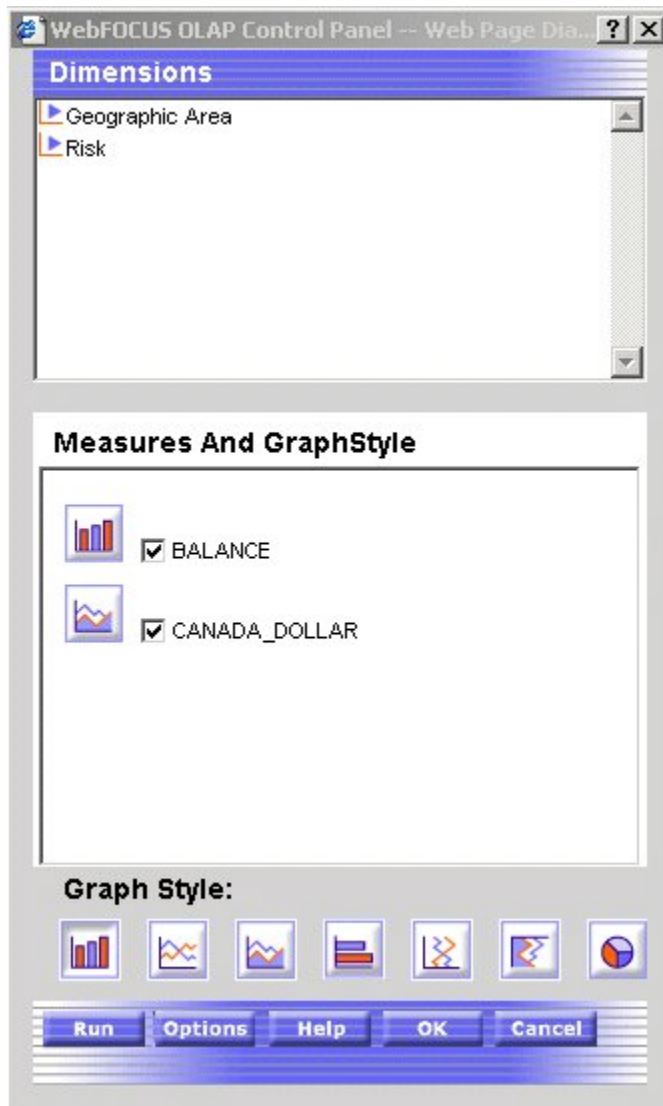 WebFOCUS OLAP Control Panel -- Web Page Dia...
Dimensions
Geographic Area
Risk
Measures And GraphStyle
BALANCE
CANADA_DOLLAR
Graph Style:
Run Options Help OK Cancel